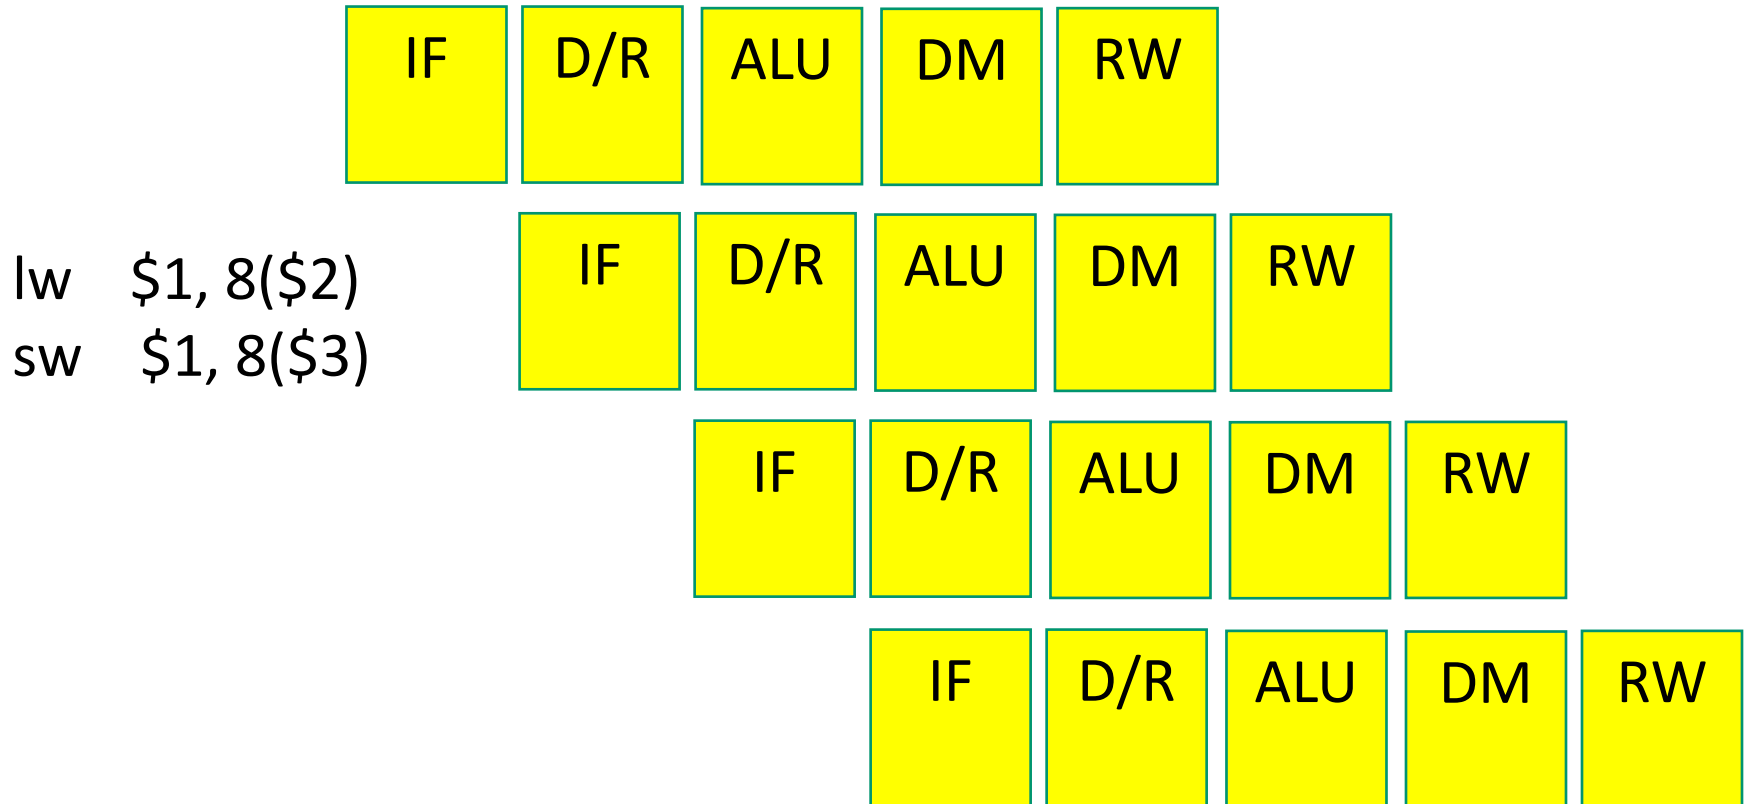 IF D/R ALU DM RW
IF D/R ALU DM RW
lw $1, 8($2)
sw $1, 8($3)
IF D/R ALU DM RW
IF D/R ALU DM RW